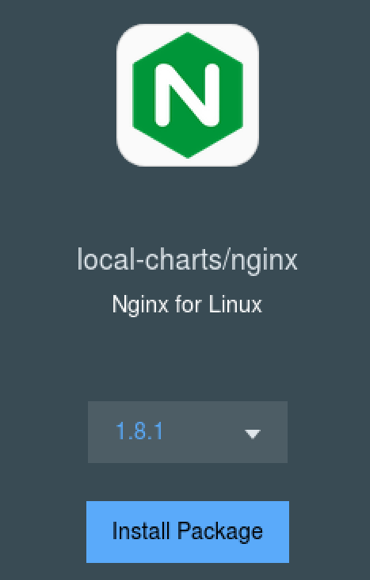 N
local-charts/nginx
Nginx for Linux
1.8.1
Install Package